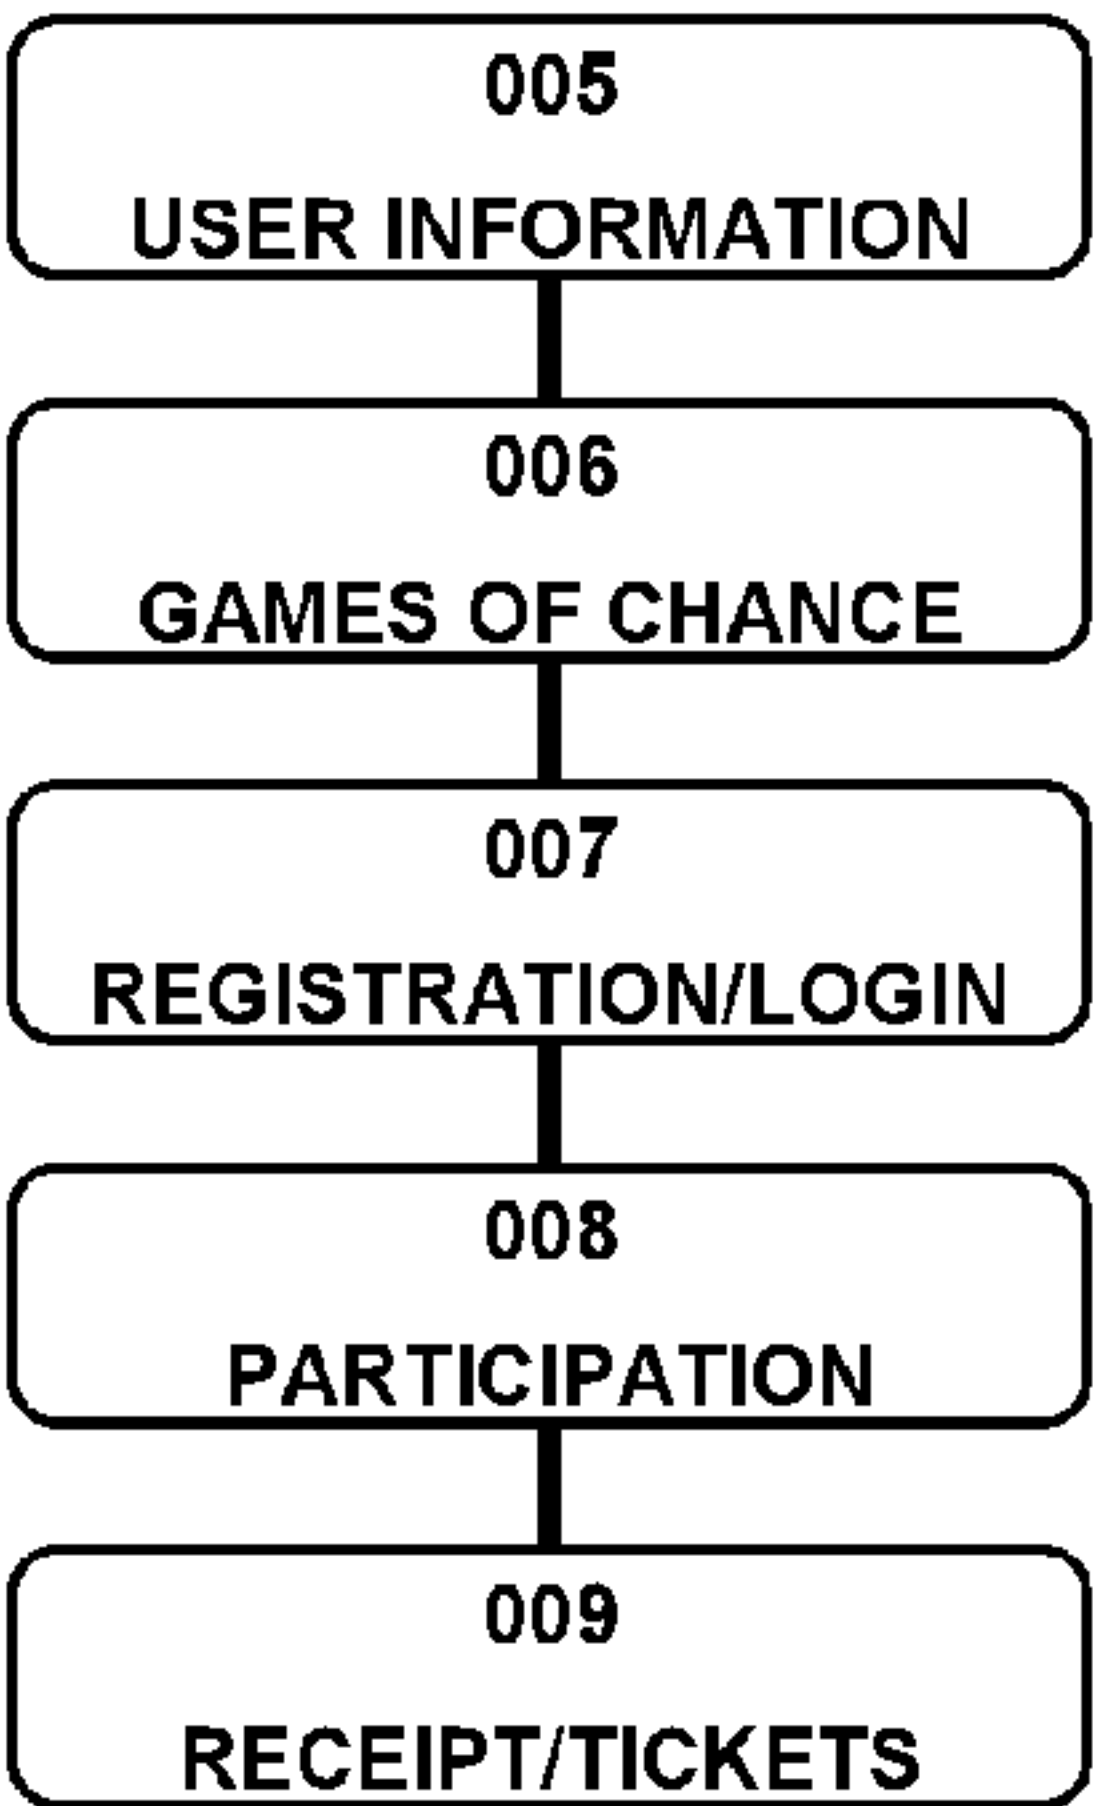 005
USER INFORMATION
006
GAMES OF CHANCE
007
REGISTRATION/LOGIN
008
PARTICIPATION
009
RECEIPT/TICKETS